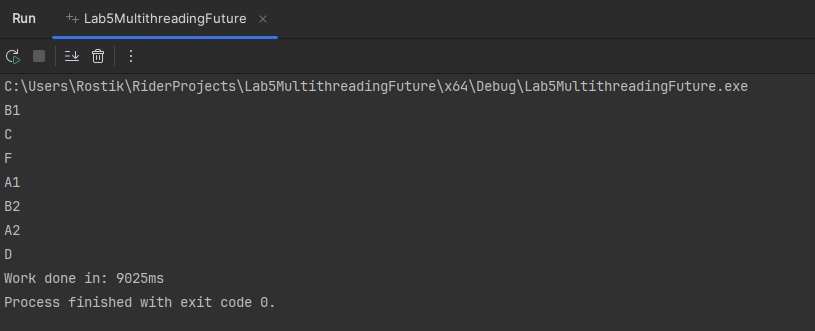 Run Lab5MultithreadingFuture
C:\Users\Rostik\RiderProjects\Lab5MultithreadingFuture\x64\Debug\Lab5MultithreadingFuture.exe
B1
C
F
A1
B2
A2
D
Work done in: 9025ms
Process finished with exit code 0.